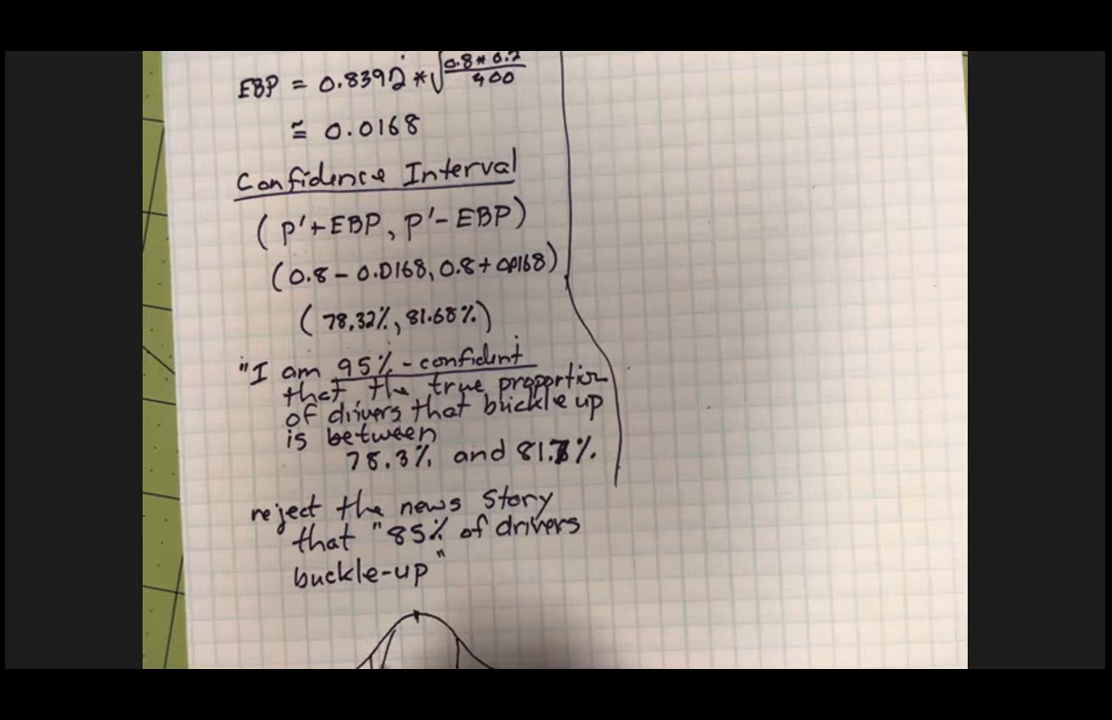 EBP = 0.8392 * √(0.8 * 0.2 / 400)
≅ 0.0168
Confidence Interval
( P'+EBP, P'- EBP)
(0.8 - 0.0168, 0.8 + 0.0168)
( 78.32%, 81.68%)
"I am 95% - confident
that the true proportion
of drivers that buckle up
is between
78.3% and 81.7%.
reject the news Story
that "85% of drivers
buckle-up"